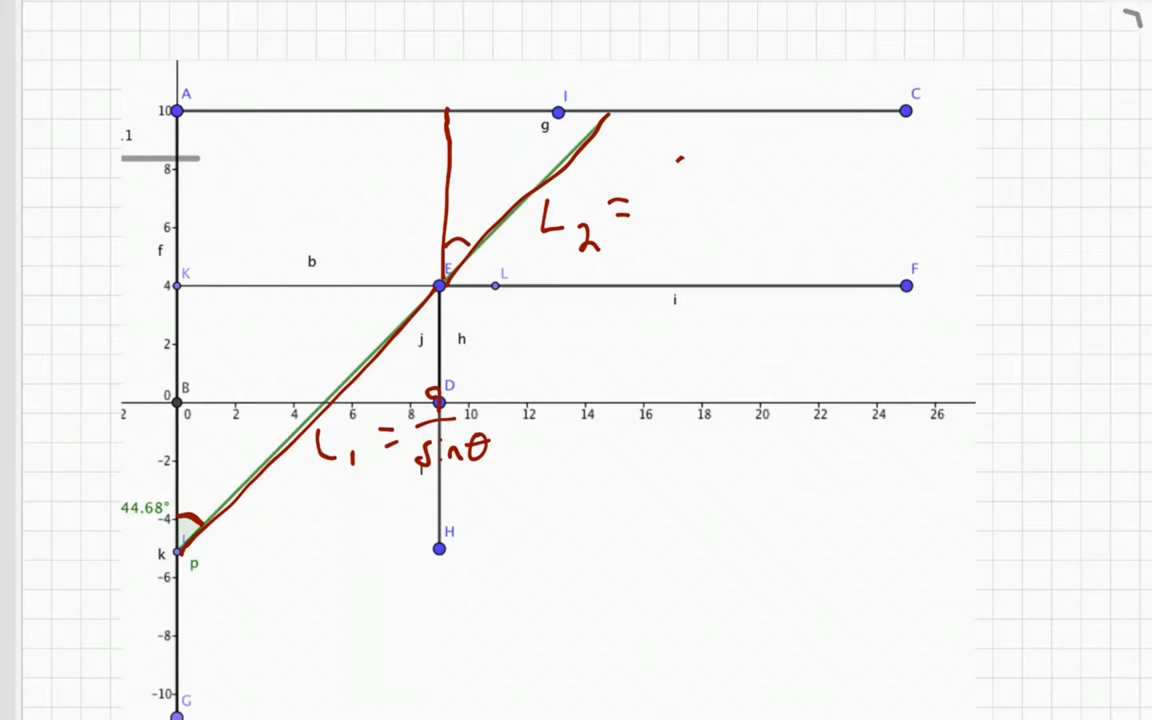 A I C
10
.1 g
8
L₂ =
6
f b
K E L F
4
i
j h
2
B D
0
2 0 2 4 6 8 10 12 14 16 18 20 22 24 26
L₁ = 9/sinθ
-2
44.68°
-4
H
k
p
-6
-8
-10
G